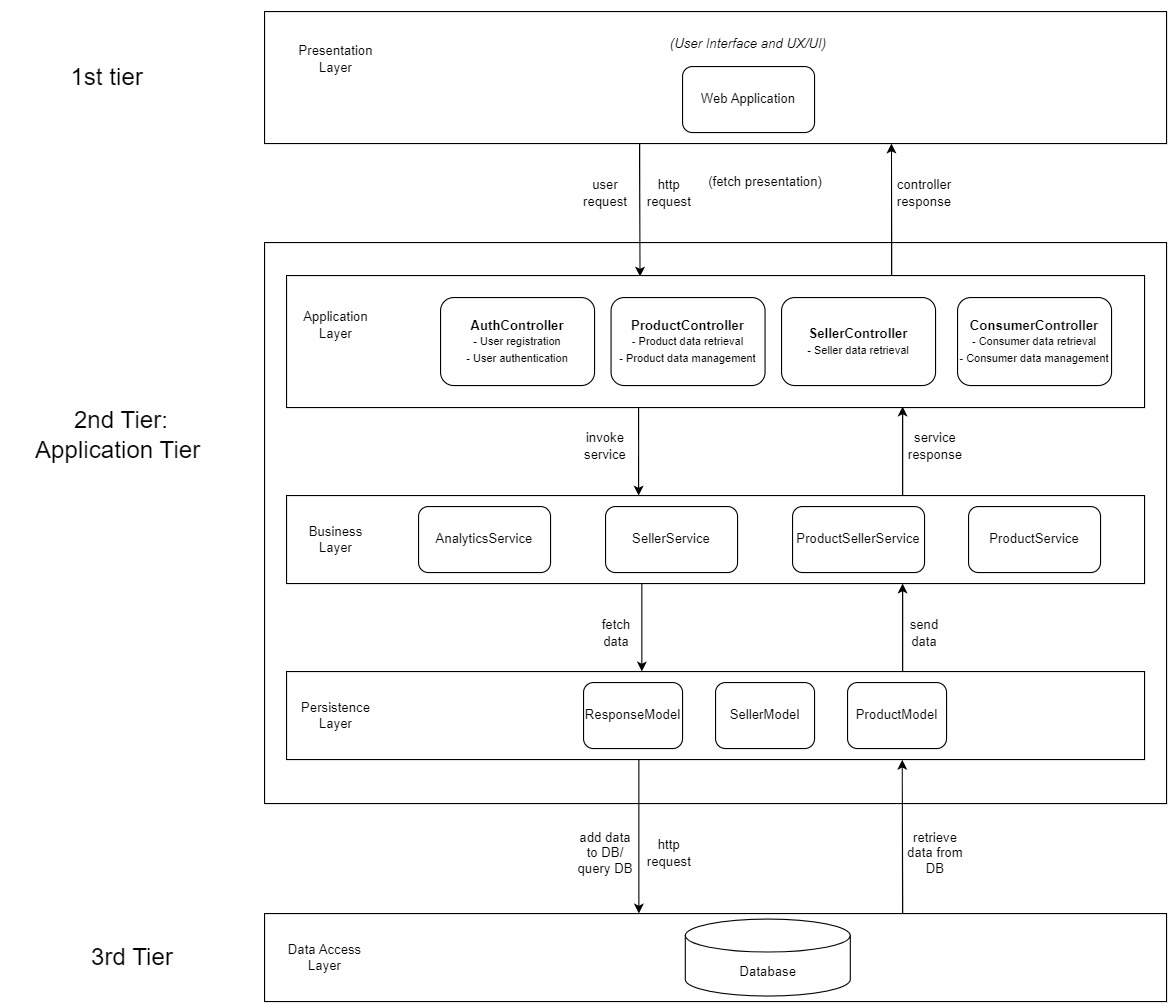 1st tier
Presentation
Layer
(User Interface and UX/UI)
Web Application
user
request
http
request
(fetch presentation)
controller
response
2nd Tier:
Application Tier
Application
Layer
AuthController
- User registration
- User authentication
ProductController
- Product data retrieval
- Product data management
SellerController
- Seller data retrieval
ConsumerController
- Consumer data retrieval
- Consumer data management
invoke
service
service
response
Business
Layer
AnalyticsService
SellerService
ProductSellerService
ProductService
fetch
data
send
data
Persistence
Layer
ResponseModel
SellerModel
ProductModel
add data
to DB/
query DB
http
request
retrieve
data from
DB
3rd Tier
Data Access
Layer
Database